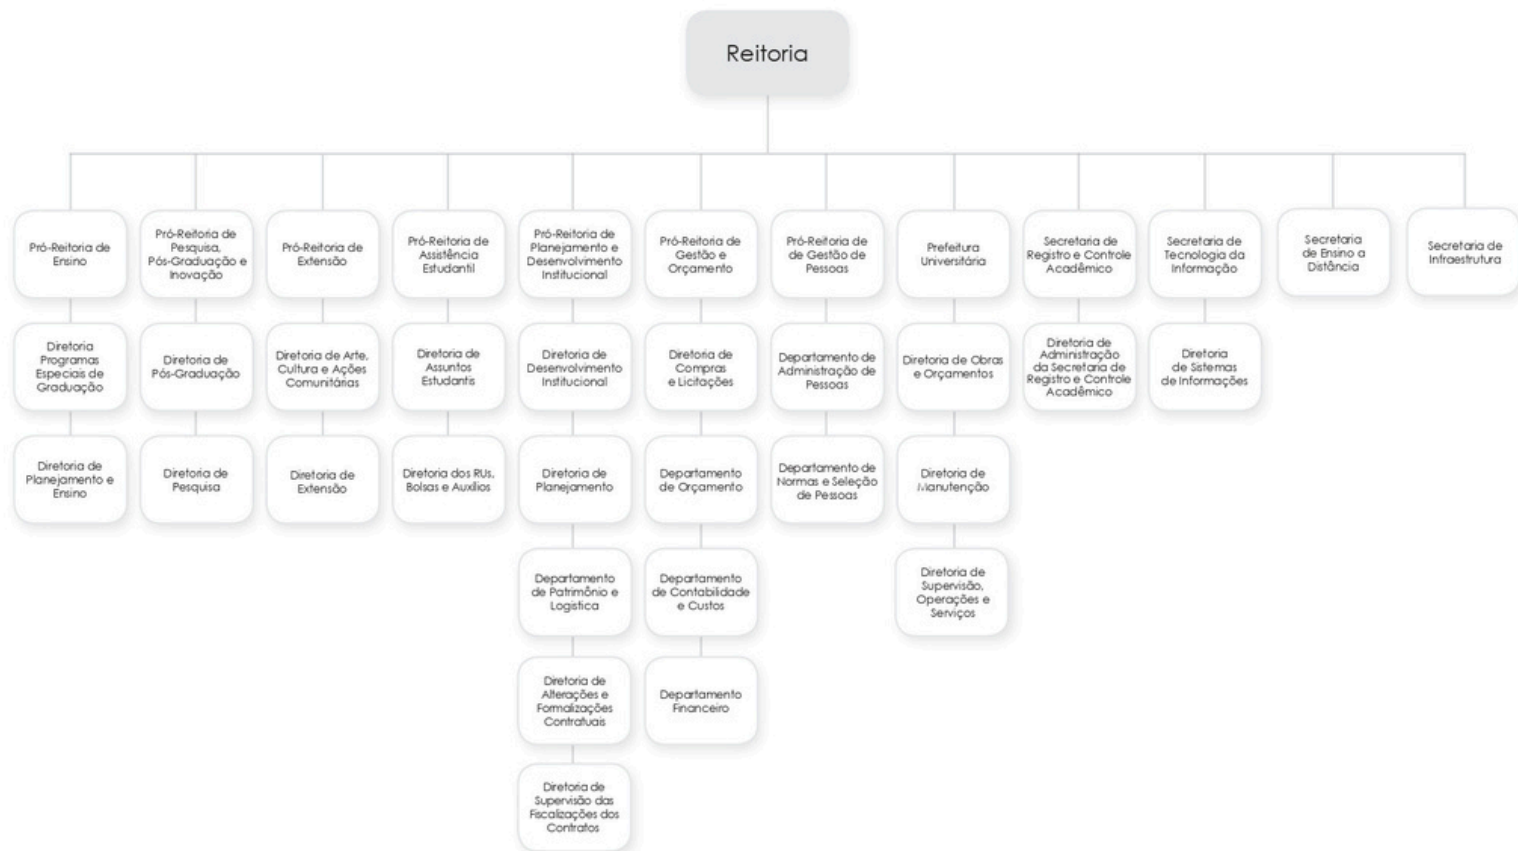 Reitoria
Pró-Reitoria de
Ensino
Pró-Reitoria de
Pesquisa,
Pós-Graduação e
Inovação
Pró-Reitoria de
Extensão
Pró-Reitoria de
Assistência
Estudantil
Pró-Reitoria de
Planejamento e
Desenvolvimento
Institucional
Pró-Reitoria de
Gestão e
Orçamento
Pró-Reitoria de
de Gestão de
Pessoas
Prefeitura
Universitária
Secretaria de
Registro e Controle
Acadêmico
Secretaria de
Tecnologia da
Informação
Secretaria
de Ensino a
Distância
Secretaria de
Infraestrutura
Diretoria
Programas
Especiais de
Graduação
Diretoria de
Pós-Graduação
Diretoria de Arte,
Cultura e Ações
Comunitárias
Diretoria de
Assuntos
Estudantis
Diretoria de
Desenvolvimento
Institucional
Diretoria de
Compras
e Licitações
Departamento de
Administração de
Pessoas
Diretoria de Obras
e Orçamentos
Diretoria de
Administração
da Secretaria de
Registro e Controle
Acadêmico
Diretoria
de Sistemas
de Informações
Diretoria de
Planejamento e
Ensino
Diretoria de
Pesquisa
Diretoria de
Extensão
Diretoria dos RUs,
Bolsas e Auxílios
Diretoria de
Planejamento
Departamento
de Orçamento
Departamento de
Normas e Seleção
de Pessoas
Diretoria de
Manutenção
Departamento
de Patrimônio e
Logística
Departamento
de Contabilidade
e Custos
Diretoria de
Supervisão,
Operações e
Serviços
Diretoria de
Alterações e
Formalizações
Contratuais
Departamento
Financeiro
Diretoria de
Supervisão das
Fiscalizações dos
Contratos